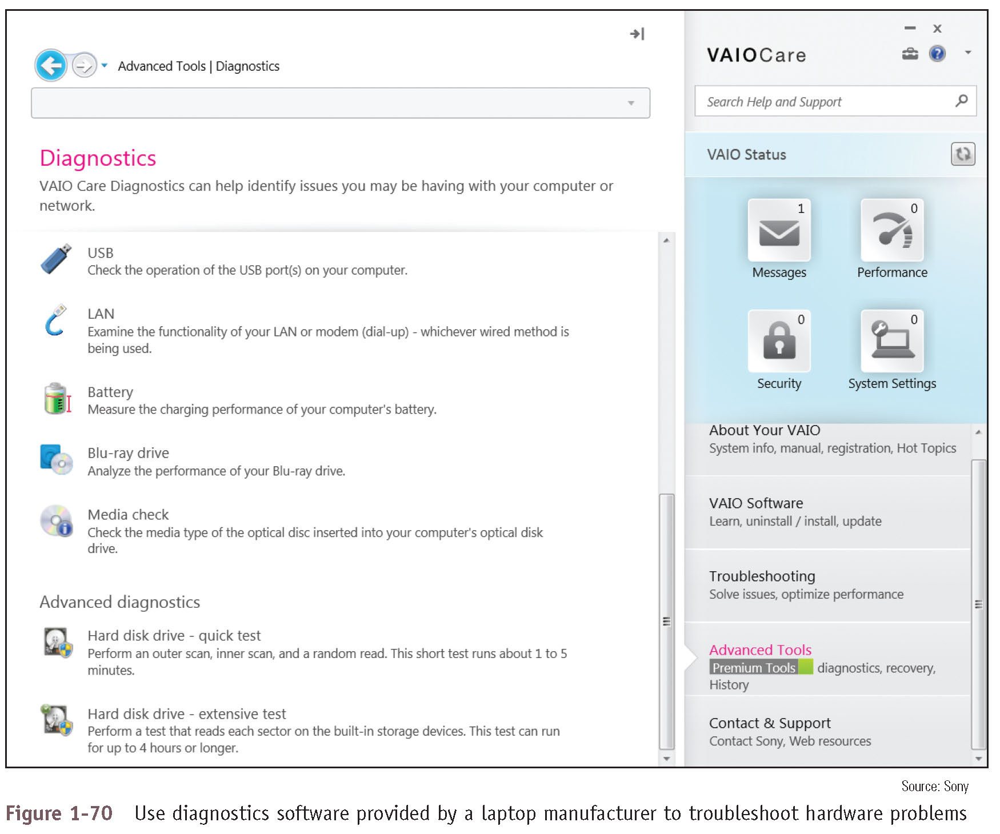 Advanced Tools | Diagnostics
Diagnostics
VAIO Care Diagnostics can help identify issues you may be having with your computer or
network.
USB
Check the operation of the USB port(s) on your computer.
LAN
Examine the functionality of your LAN or modem (dial-up) - whichever wired method is
being used.
Battery
Measure the charging performance of your computer's battery.
Blu-ray drive
Analyze the performance of your Blu-ray drive.
Media check
Check the media type of the optical disc inserted into your computer's optical disk
drive.
Advanced diagnostics
Hard disk drive - quick test
Perform an outer scan, inner scan, and a random read. This short test runs about 1 to 5
minutes.
Hard disk drive - extensive test
Perform a test that reads each sector on the built-in storage devices. This test can run
for up to 4 hours or longer.
VAIO Care
Search Help and Support
VAIO Status
1
0
Messages
Performance
0
0
Security
System Settings
About Your VAIO
System info, manual, registration, Hot Topics
VAIO Software
Learn, uninstall / install, update
Troubleshooting
Solve issues, optimize performance
Advanced Tools
Premium Tools diagnostics, recovery,
History
Contact & Support
Contact Sony, Web resources
Source: Sony
Figure 1-70 Use diagnostics software provided by a laptop manufacturer to troubleshoot hardware problems